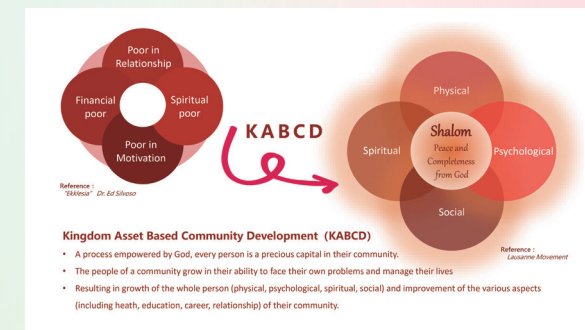 Poor in
Relationship
Financial
poor
Spiritual
poor
Poor in
Motivation
Reference :
"Ekklesia" Dr. Ed Silvoso
KABCD
Physical
Spiritual
Shalom
Peace and
Completeness
from God
Psychological
Social
Reference :
Lausanne Movement
Kingdom Asset Based Community Development (KABCD)
• A process empowered by God, every person is a precious capital in their community.
• The people of a community grow in their ability to face their own problems and manage their lives
• Resulting in growth of the whole person (physical, psychological, spiritual, social) and improvement of the various aspects
(including heath, education, career, relationship) of their community.